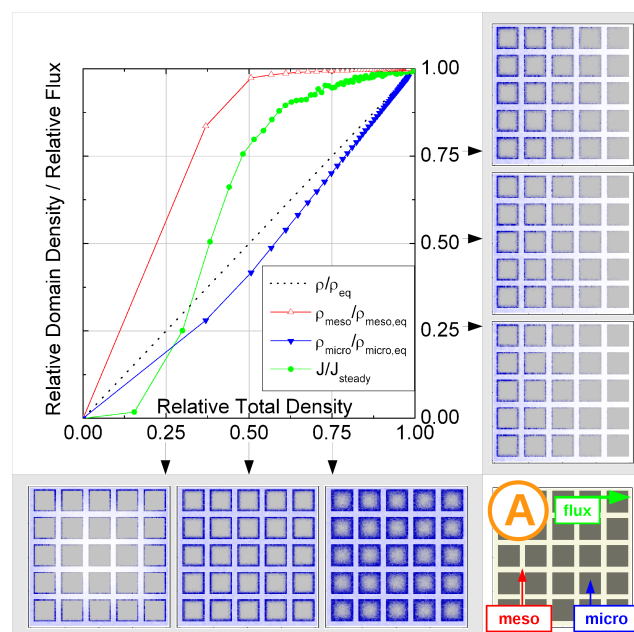 Relative Domain Density / Relative Flux
1.00
0.75
0.50
0.25
0.00
ρ/ρeq
ρmeso/ρmeso,eq
ρmicro/ρmicro,eq
J/Jsteady
Relative Total Density
0.00 0.25 0.50 0.75 1.00
A
flux
meso
micro